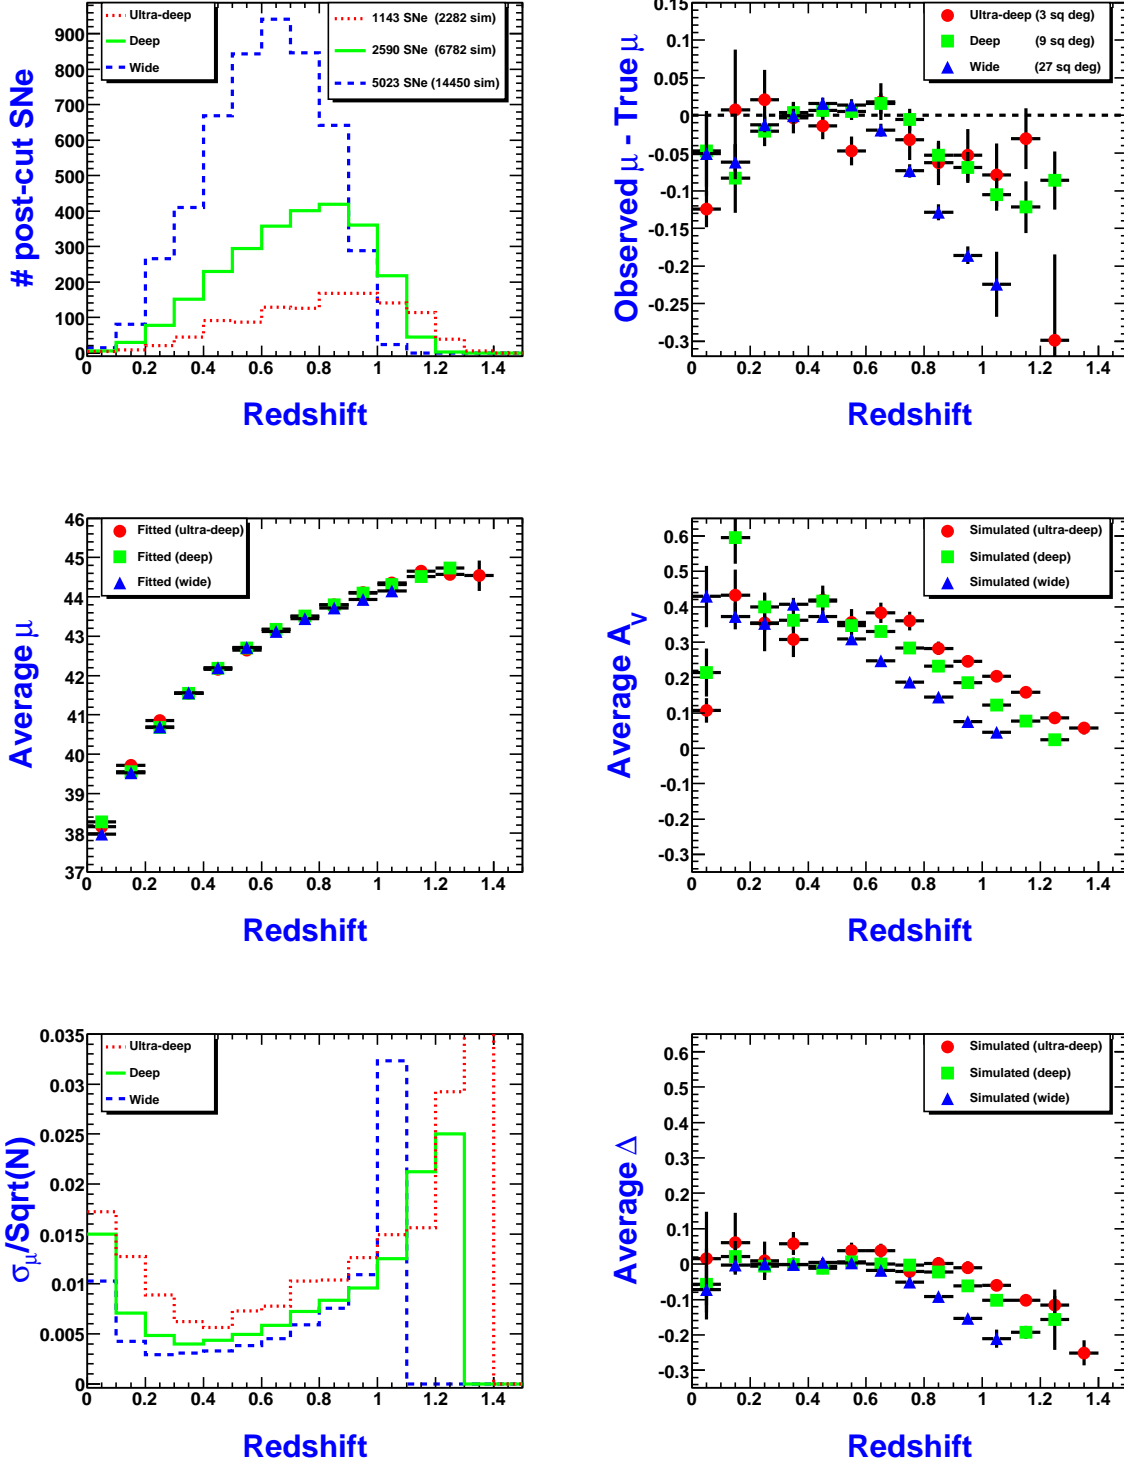 Ultra-deep
Deep
Wide
1143 SNe (2282 sim)
2590 SNe (6782 sim)
5023 SNe (14450 sim)
900
800
700
600
500
400
300
200
100
0
# post-cut SNe
0 0.2 0.4 0.6 0.8 1 1.2 1.4
Redshift
Ultra-deep (3 sq deg)
Deep (9 sq deg)
Wide (27 sq deg)
0.15
0.1
0.05
0
-0.05
-0.1
-0.15
-0.2
-0.25
-0.3
Observed μ - True μ
0 0.2 0.4 0.6 0.8 1 1.2 1.4
Redshift
Fitted (ultra-deep)
Fitted (deep)
Fitted (wide)
46
45
44
43
42
41
40
39
38
37
Average μ
0 0.2 0.4 0.6 0.8 1 1.2 1.4
Redshift
Simulated (ultra-deep)
Simulated (deep)
Simulated (wide)
0.6
0.5
0.4
0.3
0.2
0.1
0
-0.1
-0.2
-0.3
Average A_v
0 0.2 0.4 0.6 0.8 1 1.2 1.4
Redshift
Ultra-deep
Deep
Wide
0.035
0.03
0.025
0.02
0.015
0.01
0.005
0
σ_μ/Sqrt(N)
0 0.2 0.4 0.6 0.8 1 1.2 1.4
Redshift
Simulated (ultra-deep)
Simulated (deep)
Simulated (wide)
0.6
0.5
0.4
0.3
0.2
0.1
0
-0.1
-0.2
-0.3
Average Δ
0 0.2 0.4 0.6 0.8 1 1.2 1.4
Redshift